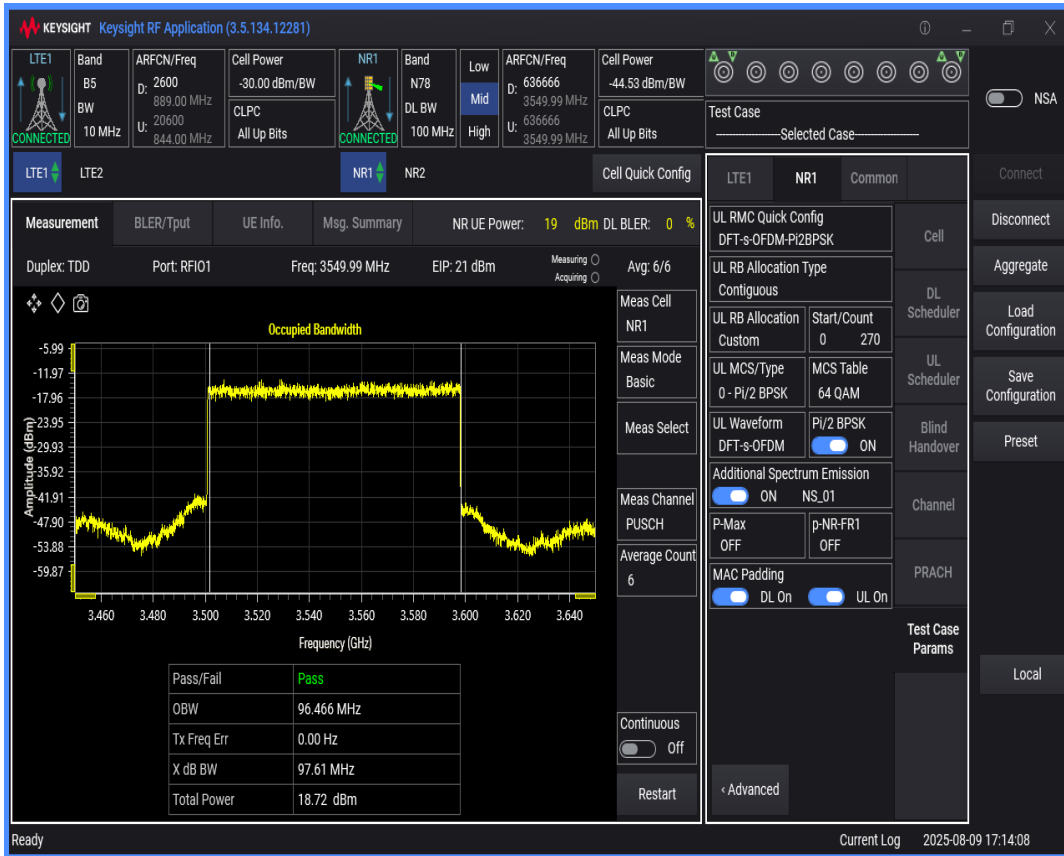 KEYSIGHT Keysight RF Application (3.5.134.12281)
LTE1 Band ARFCN/Freq Cell Power NR1 Band Low ARFCN/Freq Cell Power
B5 D: 2600 -30.00 dBm/BW N78 D: 636666 -44.53 dBm/BW
889.00 MHz 3549.99 MHz
BW CLPC DL BW Mid CLPC
U: 20600 U: 636666
CONNECTED 10 MHz 844.00 MHz All Up Bits CONNECTED 100 MHz High 3549.99 MHz All Up Bits
Test Case
Selected Case
NSA
LTE1 LTE2 NR1 NR2 Cell Quick Config
LTE1 NR1 Common
Connect
Disconnect
Aggregate
Load
Configuration
Save
Configuration
Preset
Local
Measurement BLER/Tput UE Info. Msg. Summary NR UE Power: 19 dBm DL BLER: 0 %
Duplex: TDD Port: RFIO1 Freq: 3549.99 MHz EIP: 21 dBm Measuring Avg: 6/6
Acquiring
Occupied Bandwidth
Amplitude (dBm)
-5.99
-11.97
-17.96
-23.95
-29.93
-35.92
-41.91
-47.90
-53.88
-59.87
3.460 3.480 3.500 3.520 3.540 3.560 3.580 3.600 3.620 3.640
Frequency (GHz)
Pass/Fail Pass
OBW 96.466 MHz
Tx Freq Err 0.00 Hz
X dB BW 97.61 MHz
Total Power 18.72 dBm
Meas Cell
NR1
Meas Mode
Basic
Meas Select
Meas Channel
PUSCH
Average Count
6
Continuous
Off
Restart
UL RMC Quick Config
DFT-s-OFDM-Pi2BPSK
UL RB Allocation Type
Contiguous
UL RB Allocation Start/Count
Custom 0 270
UL MCS/Type MCS Table
0 - Pi/2 BPSK 64 QAM
UL Waveform Pi/2 BPSK
DFT-s-OFDM ON
Additional Spectrum Emission
ON NS_01
P-Max p-NR-FR1
OFF OFF
MAC Padding
DL On UL On
‹ Advanced
Cell
DL
Scheduler
UL
Scheduler
Blind
Handover
Channel
PRACH
Test Case
Params
Ready Current Log 2025-08-09 17:14:08